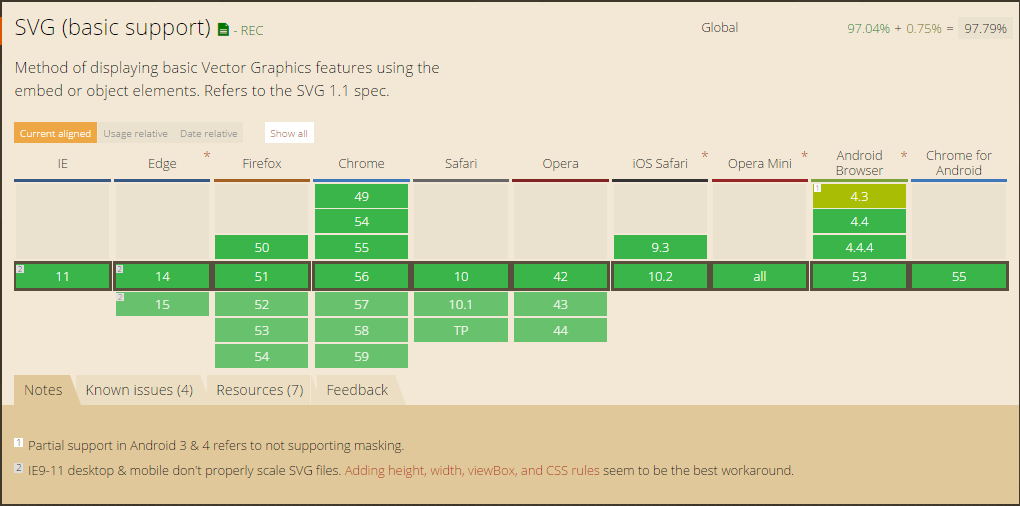 SVG (basic support) - REC
Global 97.04% + 0.75% = 97.79%
Method of displaying basic Vector Graphics features using the
embed or object elements. Refers to the SVG 1.1 spec.
Current aligned Usage relative Date relative Show all
IE Edge * Firefox Chrome Safari Opera iOS Safari * Opera Mini * Android Browser * Chrome for Android
49 1 4.3
54 4.4
50 55 9.3 4.4.4
2 11 2 14 51 56 10 42 10.2 all 53 55
2 15 52 57 10.1 43
53 58 TP 44
54 59
Notes Known issues (4) Resources (7) Feedback
1 Partial support in Android 3 & 4 refers to not supporting masking.
2 IE9-11 desktop & mobile don't properly scale SVG files. Adding height, width, viewBox, and CSS rules seem to be the best workaround.